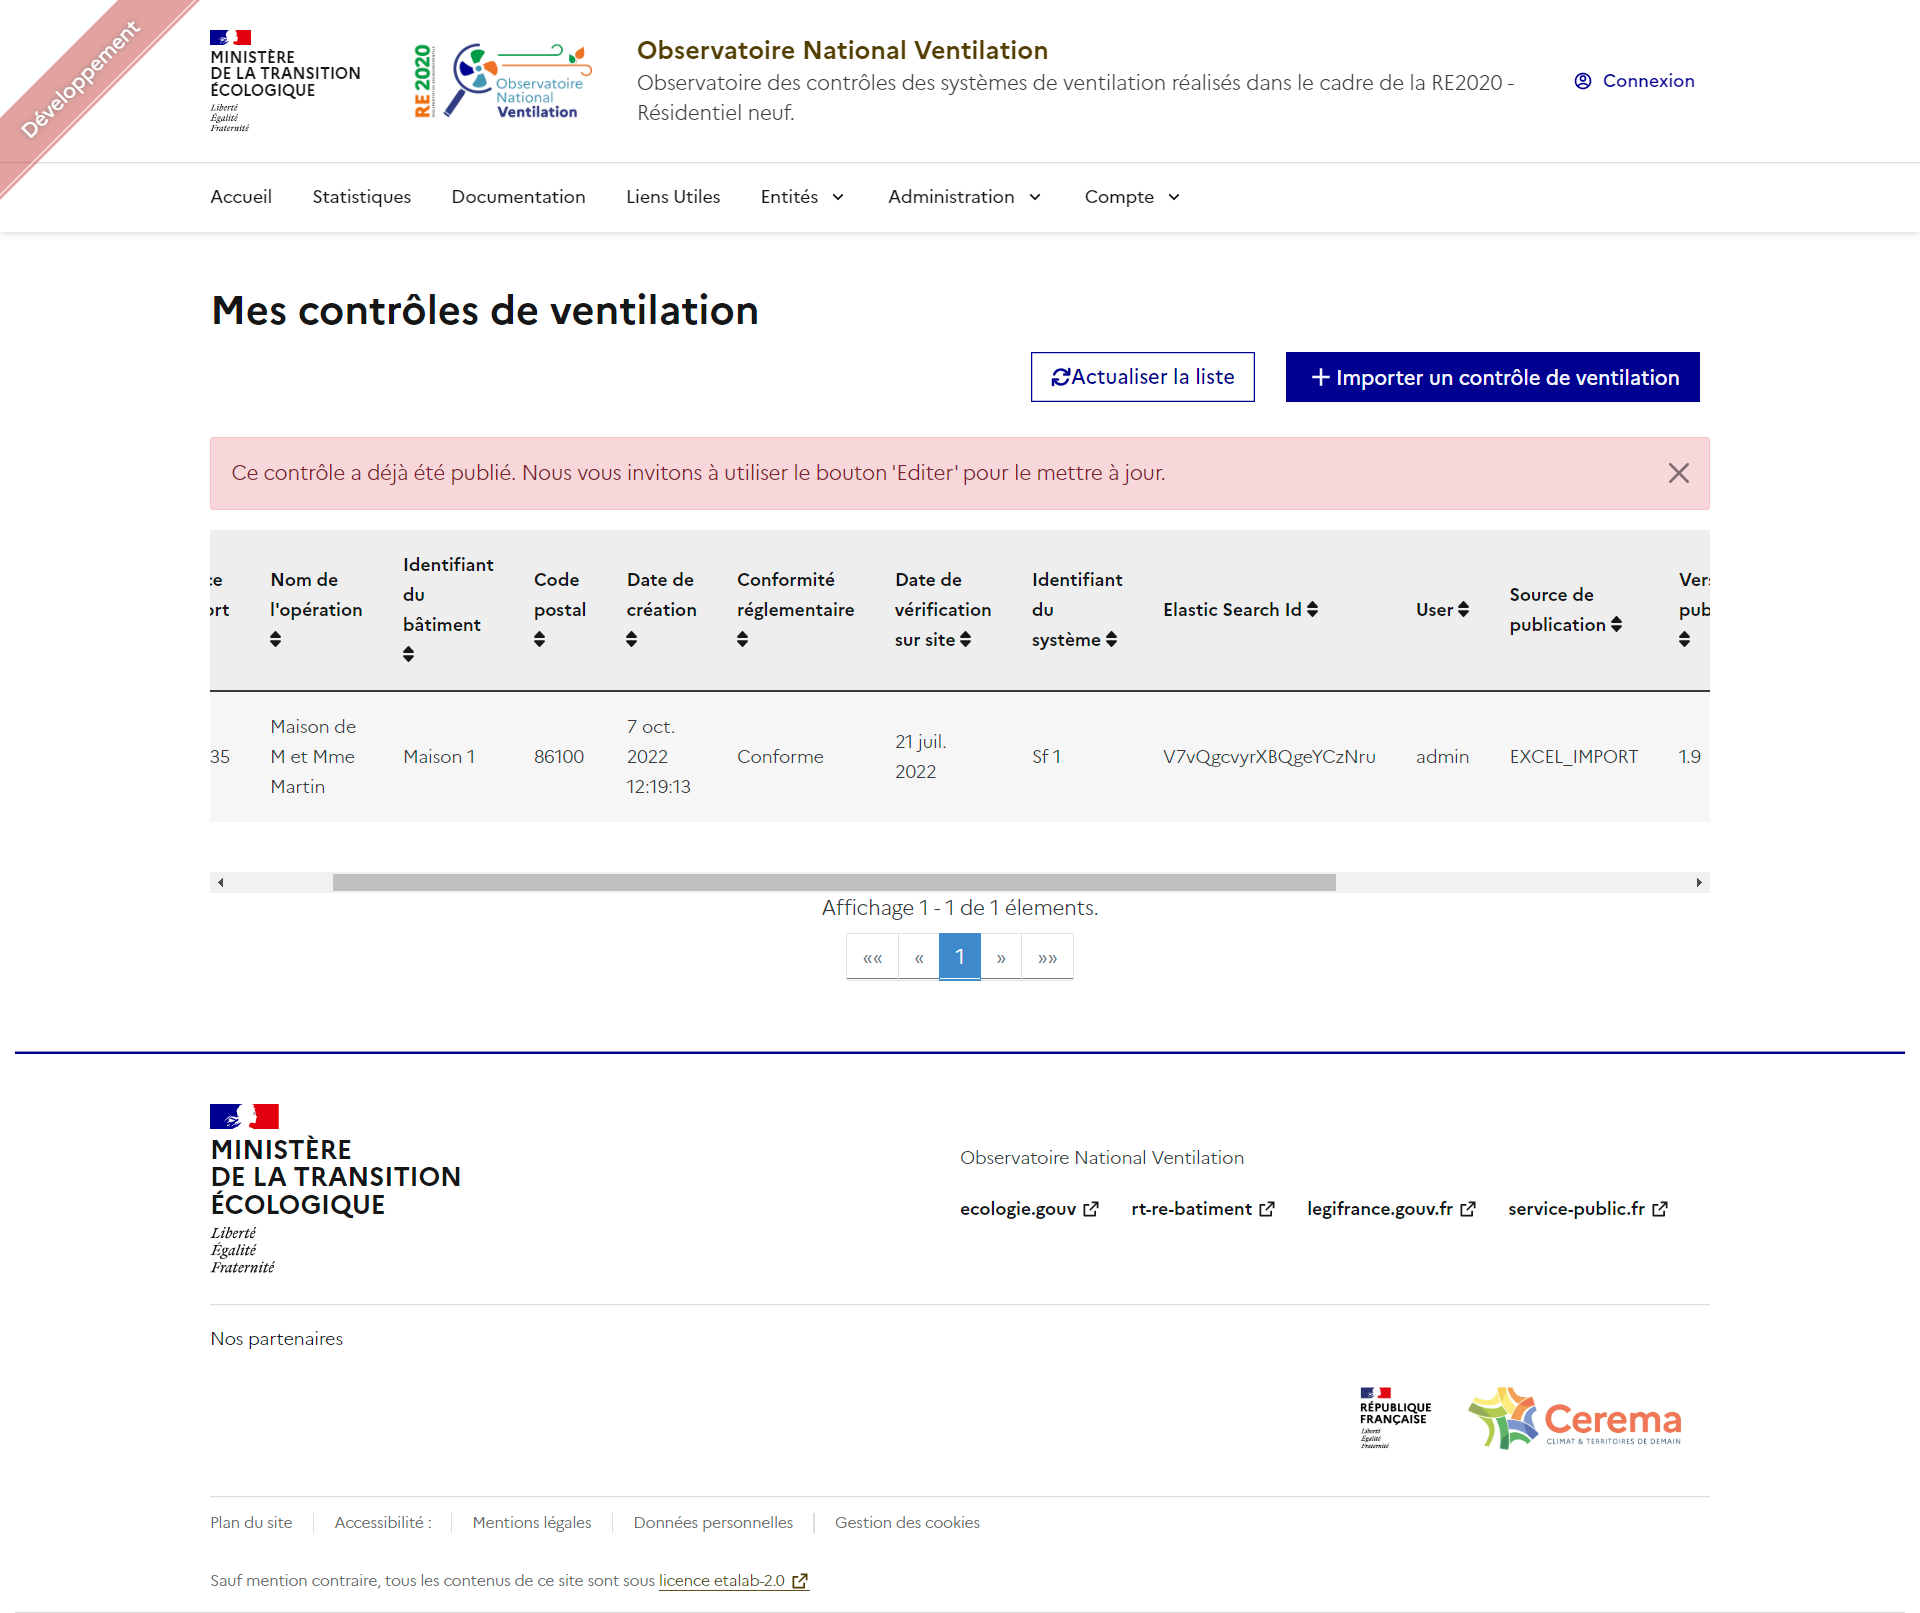 Développement
MINISTÈRE
DE LA TRANSITION
ÉCOLOGIQUE
Liberté
Égalité
Fraternité
RE2020
Observatoire
National
Ventilation
Observatoire National Ventilation
Observatoire des contrôles des systèmes de ventilation réalisés dans le cadre de la RE2020 -
Résidentiel neuf.
Connexion
Accueil Statistiques Documentation Liens Utiles Entités Administration Compte
Mes contrôles de ventilation
Actualiser la liste
Importer un contrôle de ventilation
Ce contrôle a déjà été publié. Nous vous invitons à utiliser le bouton 'Editer' pour le mettre à jour.
Nom de
l'opération
Identifiant
du
bâtiment
Code
postal
Date de
création
Conformité
réglementaire
Date de
vérification
sur site
Identifiant
du
système
Elastic Search Id
User
Source de
publication
35
Maison de
M et Mme
Martin
Maison 1
86100
7 oct.
2022
12:19:13
Conforme
21 juil.
2022
Sf 1
V7vQgcvyrXBQgeYCzNru
admin
EXCEL_IMPORT
1.9
Affichage 1 - 1 de 1 élements.
«« « 1 » »»
MINISTÈRE
DE LA TRANSITION
ÉCOLOGIQUE
Liberté
Égalité
Fraternité
Observatoire National Ventilation
ecologie.gouv rt-re-batiment legifrance.gouv.fr service-public.fr
Nos partenaires
RÉPUBLIQUE
FRANÇAISE
Liberté
Égalité
Fraternité
Cerema
CLIMAT & TERRITOIRES DE DEMAIN
Plan du site Accessibilité : Mentions légales Données personnelles Gestion des cookies
Sauf mention contraire, tous les contenus de ce site sont sous licence etalab-2.0